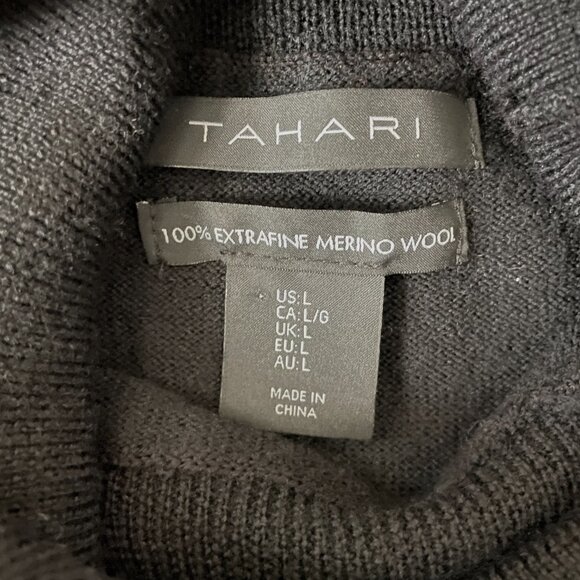 TAHARI
100% EXTRAFINE MERINO WOOL
US:L
CA:L/G
UK:L
EU:L
AU:L
MADE IN
CHINA